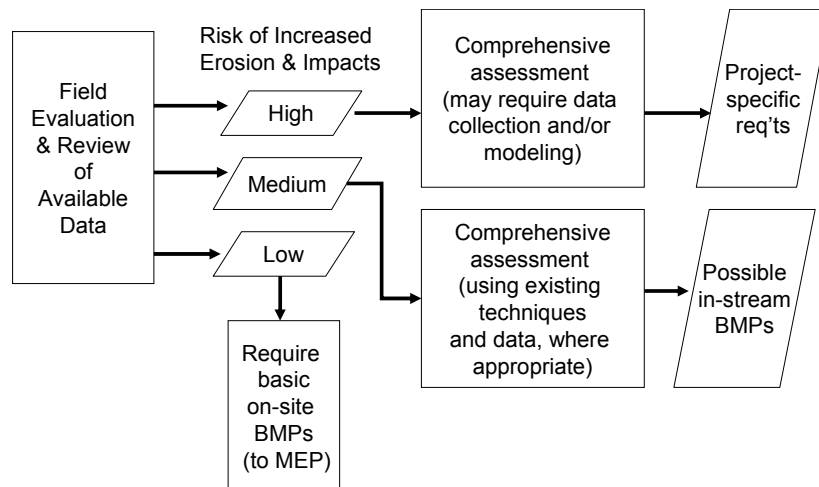 Field
Evaluation
& Review
of
Available
Data
Risk of Increased
Erosion & Impacts
High
Medium
Low
Require
basic
on-site
BMPs
(to MEP)
Comprehensive
assessment
(may require data
collection and/or
modeling)
Project-
specific
req'ts
Comprehensive
assessment
(using existing
techniques
and data, where
appropriate)
Possible
in-stream
BMPs